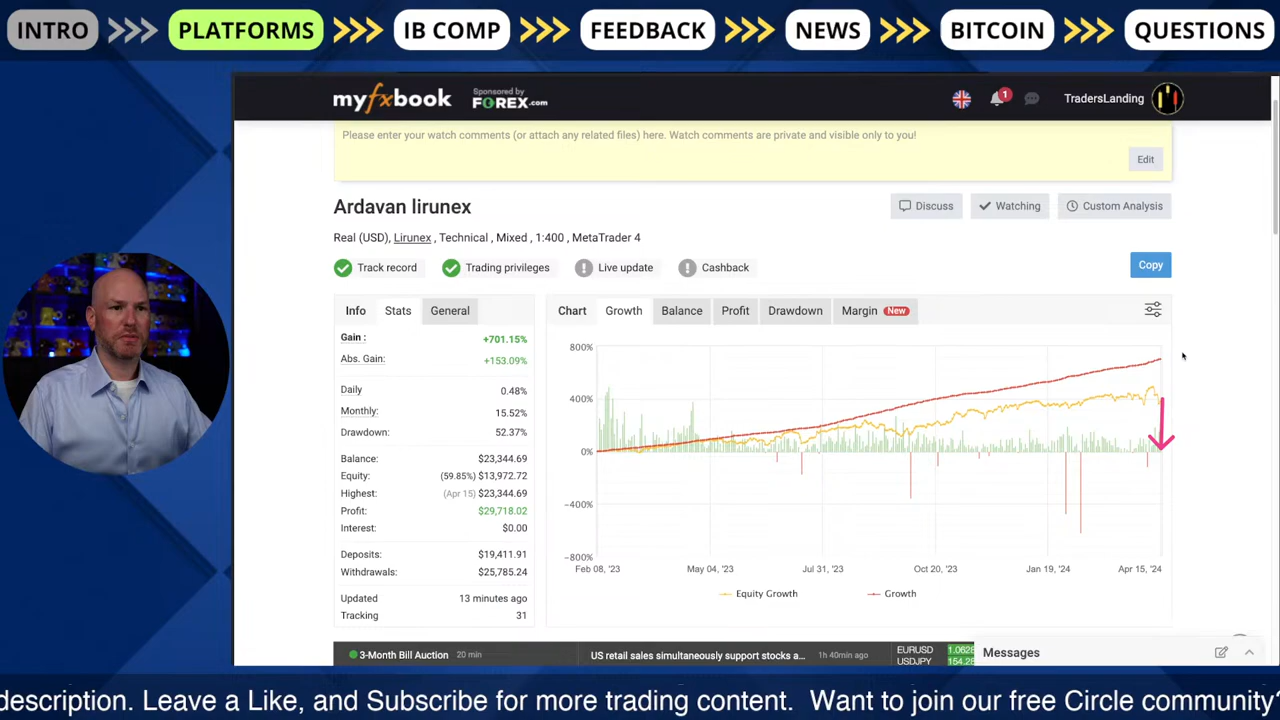 INTRO >>> PLATFORMS >>> IB COMP >>> FEEDBACK >>> NEWS >>> BITCOIN >>> QUESTIONS
myfxbook Sponsored by FOREX.com 1 TradersLanding
Please enter your watch comments (or attach any related files) here. Watch comments are private and visible only to you!
Edit
Ardavan lirunex
Discuss Watching Custom Analysis
Real (USD), Lirunex , Technical , Mixed , 1:400 , MetaTrader 4
Track record Trading privileges Live update Cashback
Copy
Info Stats General
Gain : +701.15%
Abs. Gain: +153.09%
Daily 0.48%
Monthly: 15.52%
Drawdown: 52.37%
Balance: $23,344.69
Equity: (59.85%) $13,972.72
Highest: (Apr 15) $23,344.69
Profit: $29,718.02
Interest: $0.00
Deposits: $19,411.91
Withdrawals: $25,785.24
Updated 13 minutes ago
Tracking 31
Chart Growth Balance Profit Drawdown Margin New
800%
400%
0%
-400%
-800%
Feb 08, '23 May 04, '23 Jul 31, '23 Oct 20, '23 Jan 19, '24 Apr 15, '24
Equity Growth Growth
3-Month Bill Auction 20 min
US retail sales simultaneously support stocks a... 1h 40min ago
EURUSD 1.0628
USDJPY 154.28
Messages
description. Leave a Like, and Subscribe for more trading content. Want to join our free Circle community?